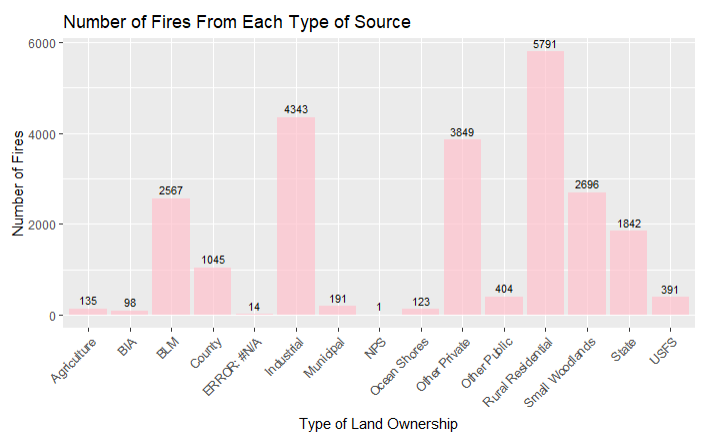 Number of Fires From Each Type of Source
Number of Fires
6000
4000
2000
0
135
98
2567
1045
14
4343
191
1
123
3849
404
5791
2696
1842
391
Agriculture
BIA
BLM
County
ERROR: #N/A
Industrial
Municipal
NPS
Ocean Shores
Other Private
Other Public
Rural Residential
Small Woodlands
State
USFS
Type of Land Ownership